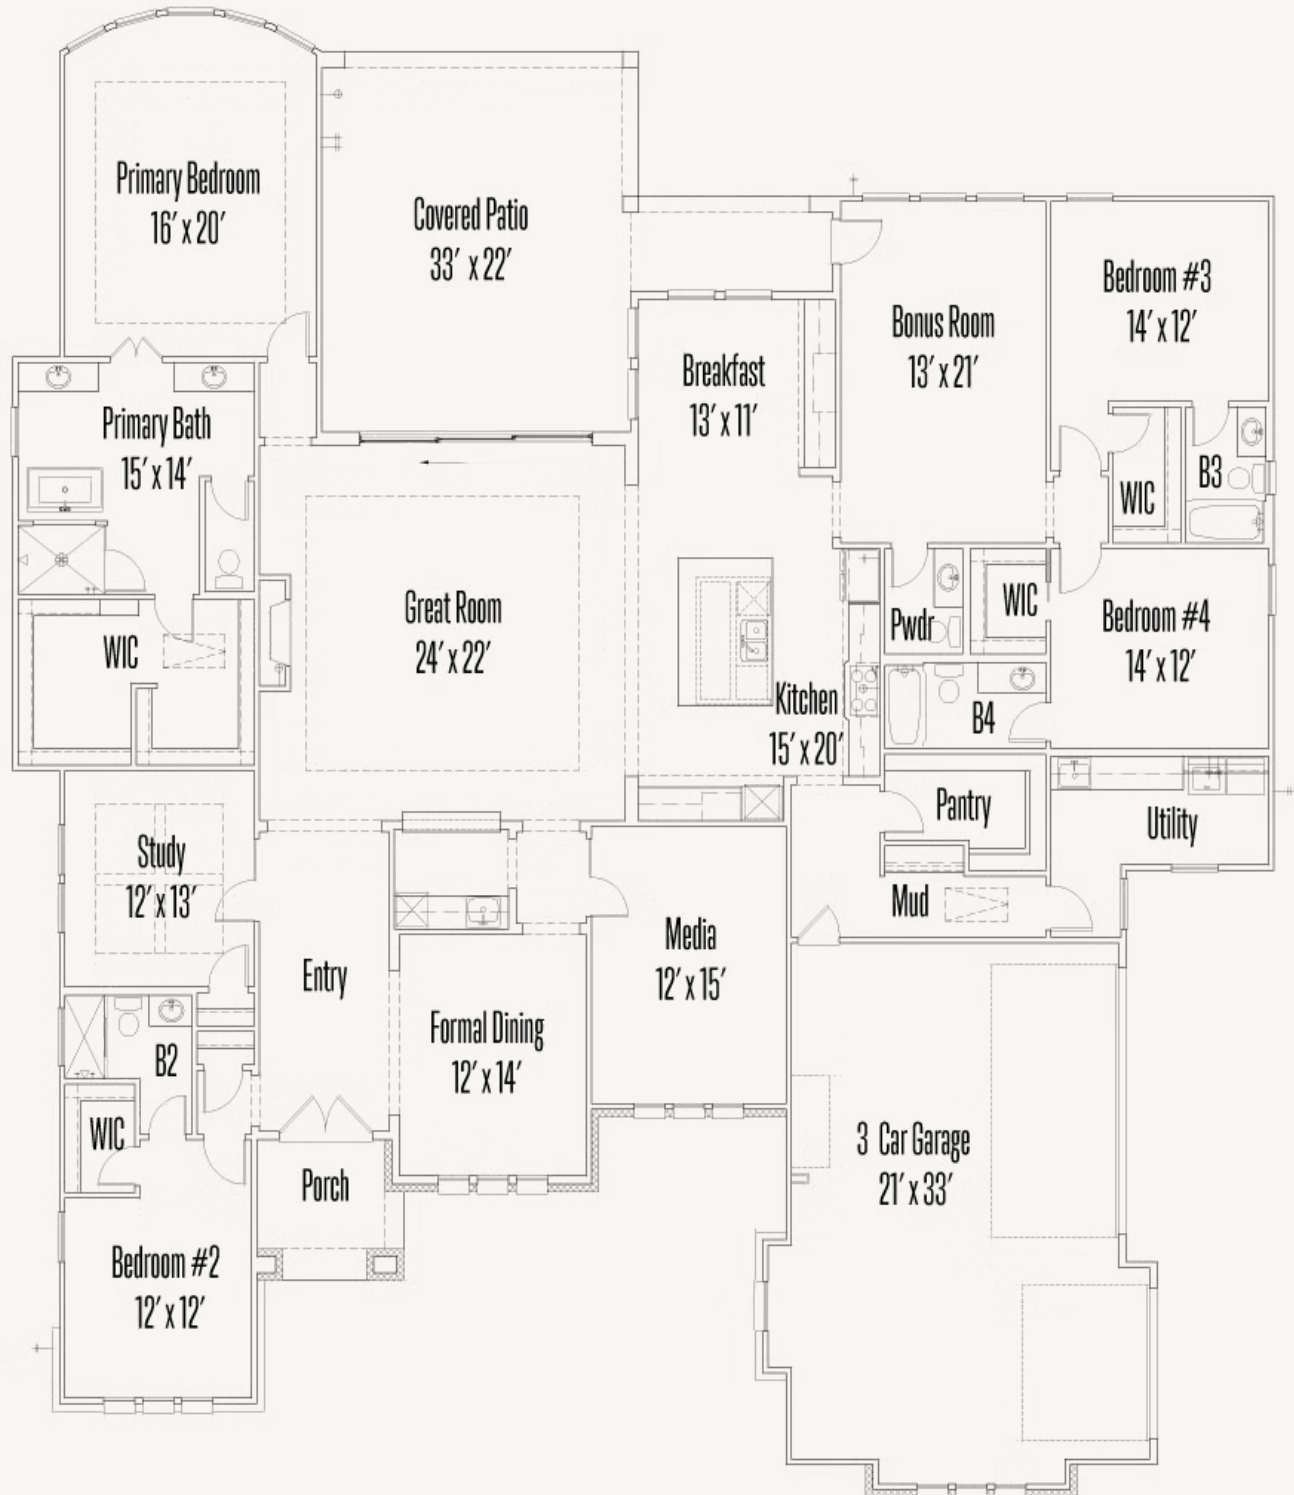 Primary Bedroom
16' x 20'
Covered Patio
33' x 22'
Breakfast
13' x 11'
Bonus Room
13' x 21'
Bedroom #3
14' x 12'
Primary Bath
15' x 14'
WIC
B3
WIC
Great Room
24' x 22'
Kitchen
15' x 20'
Pwdr
WIC
Bedroom #4
14' x 12'
B4
Pantry
Utility
Mud
Study
12' x 13'
Entry
Formal Dining
12' x 14'
Media
12' x 15'
B2
WIC
Bedroom #2
12' x 12'
Porch
3 Car Garage
21' x 33'